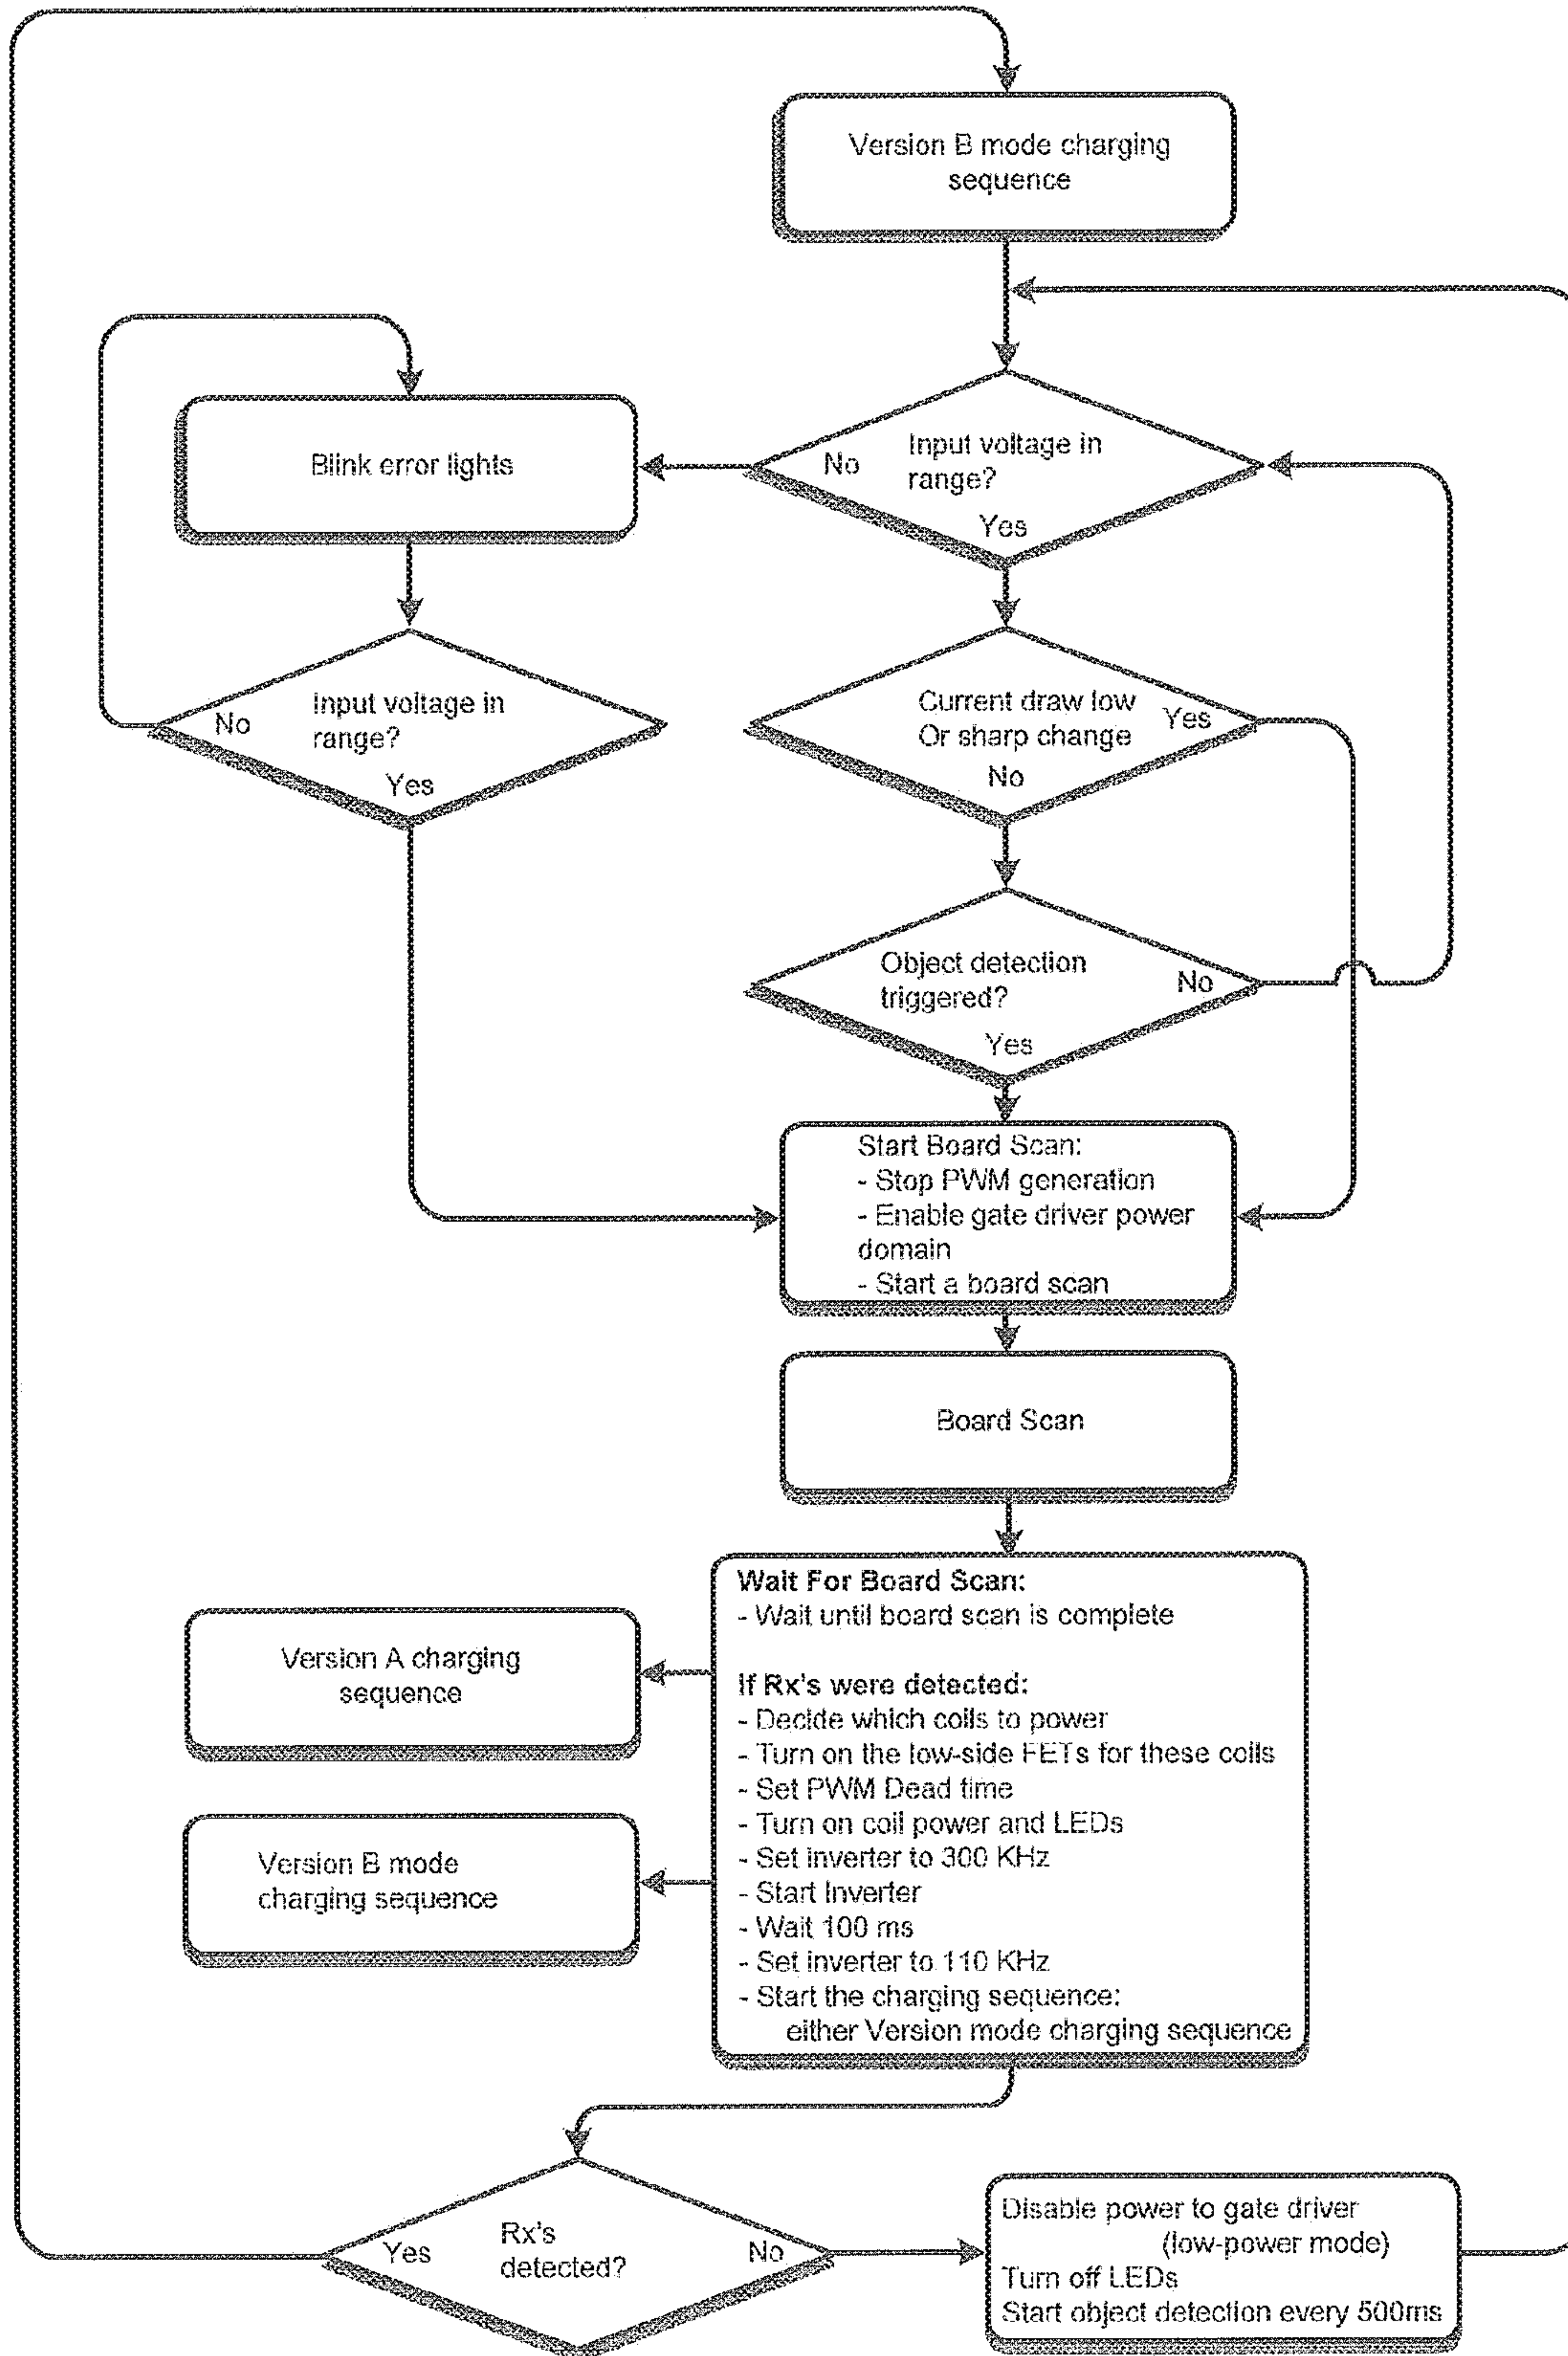 Version B mode charging
sequence
Blink error lights
No
Input voltage in
range?
Yes
No
Input voltage in
range?
Yes
Current draw low
Or sharp change
Yes
No
Object detection
triggered?
No
Yes
Start Board Scan:
- Stop PWM generation
- Enable gate driver power
domain
- Start a board scan
Board Scan
Wait For Board Scan:
- Wait until board scan is complete
If Rx's were detected:
- Decide which coils to power
- Turn on the low-side FETs for these coils
- Set PWM Dead time
- Turn on coil power and LEDs
- Set inverter to 300 KHz
- Start Inverter
- Wait 100 ms
- Set inverter to 110 KHz
- Start the charging sequence:
either Version mode charging sequence
Version A charging
sequence
Version B mode
charging sequence
Yes
Rx's
detected?
No
Disable power to gate driver
(low-power mode)
Turn off LEDs
Start object detection every 500ms